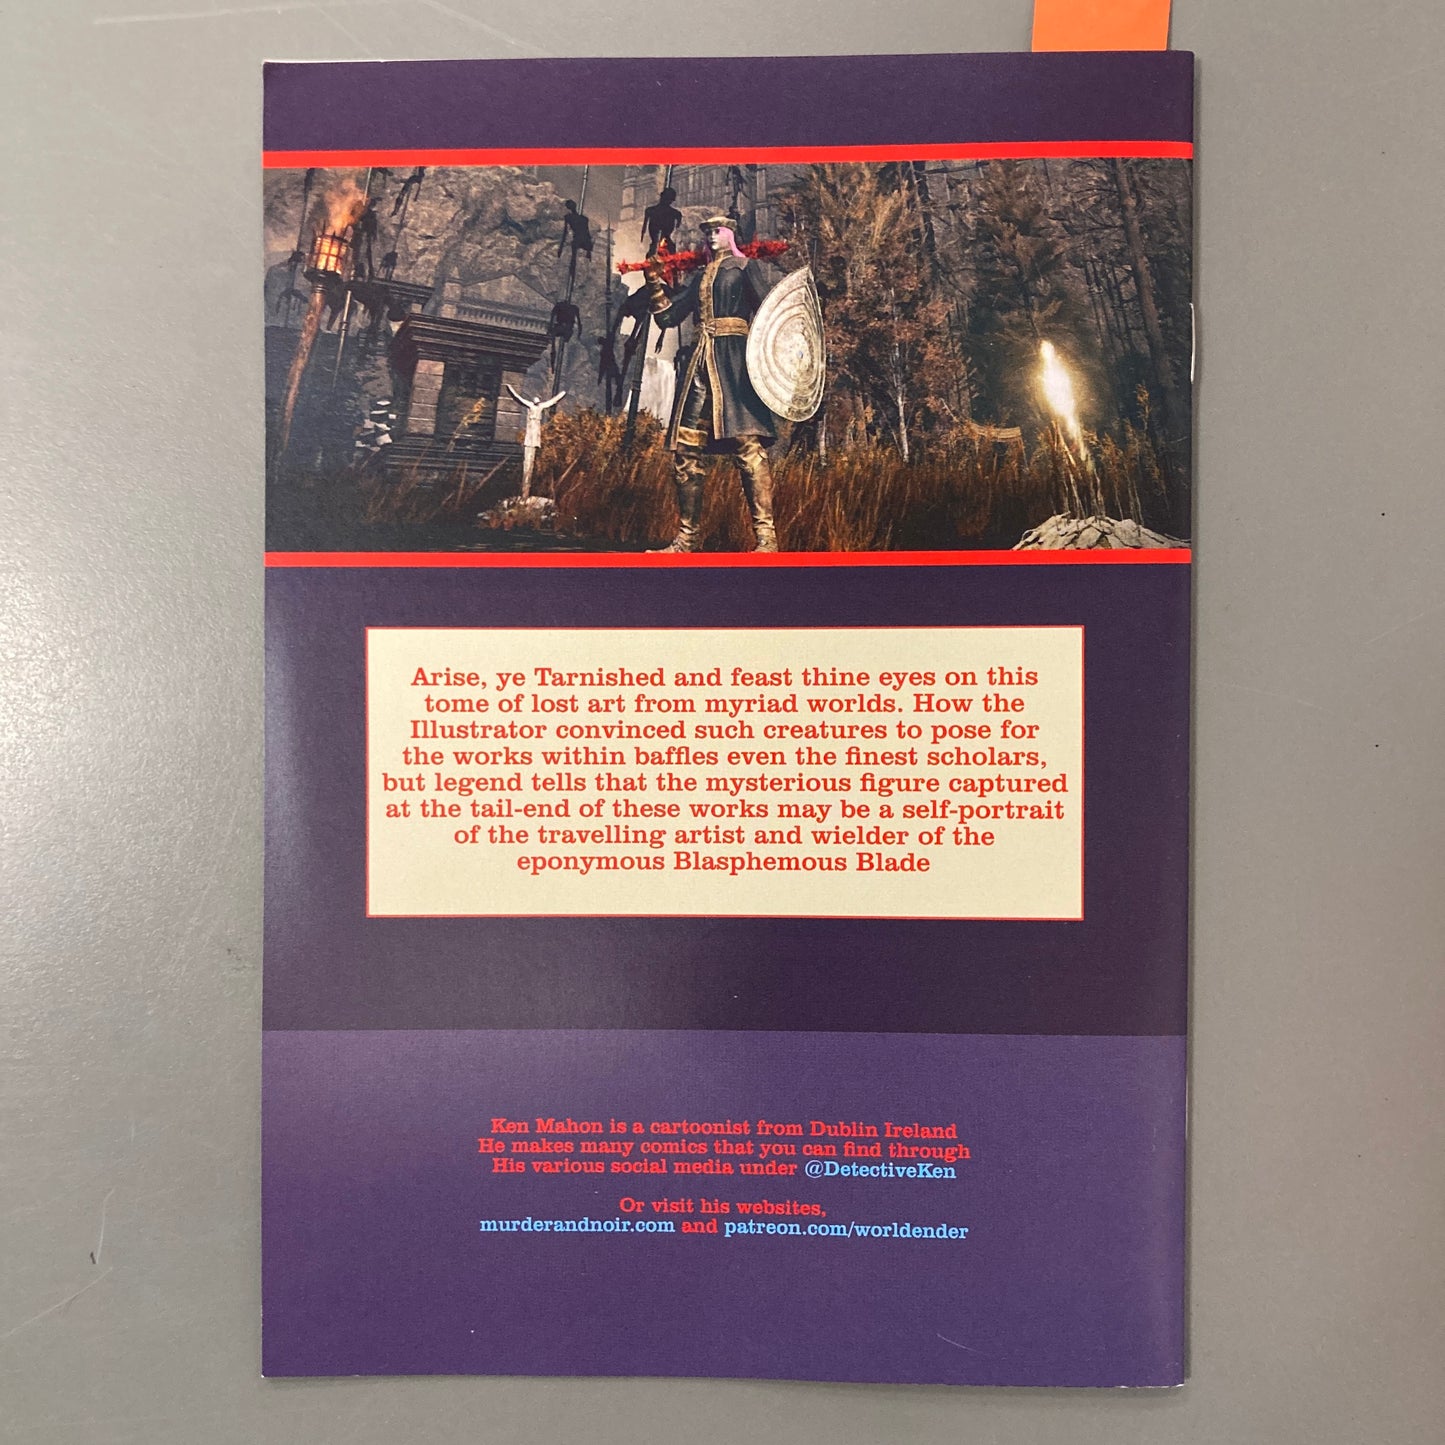 Arise, ye Tarnished and feast thine eyes on this
tome of lost art from myriad worlds. How the
Illustrator convinced such creatures to pose for
the works within baffles even the finest scholars,
but legend tells that the mysterious figure captured
at the tail-end of these works may be a self-portrait
of the travelling artist and wielder of the
eponymous Blasphemous Blade
Ken Mahon is a cartoonist from Dublin Ireland
He makes many comics that you can find through
His various social media under @DetectiveKen
Or visit his websites,
murderandnoir.com and patreon.com/worldender